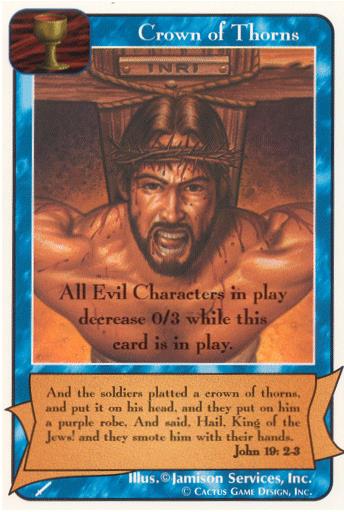 Crown of Thorns
INRI
All Evil Characters in play
decrease 0/3 while this
card is in play.
And the soldiers platted a crown of thorns,
and put it on his head, and they put on him
a purple robe, And said, Hail, King of the
Jews! and they smote him with their hands.
John 19: 2-3
Illus.©Jamison Services, Inc.
© Cactus Game Design, Inc.